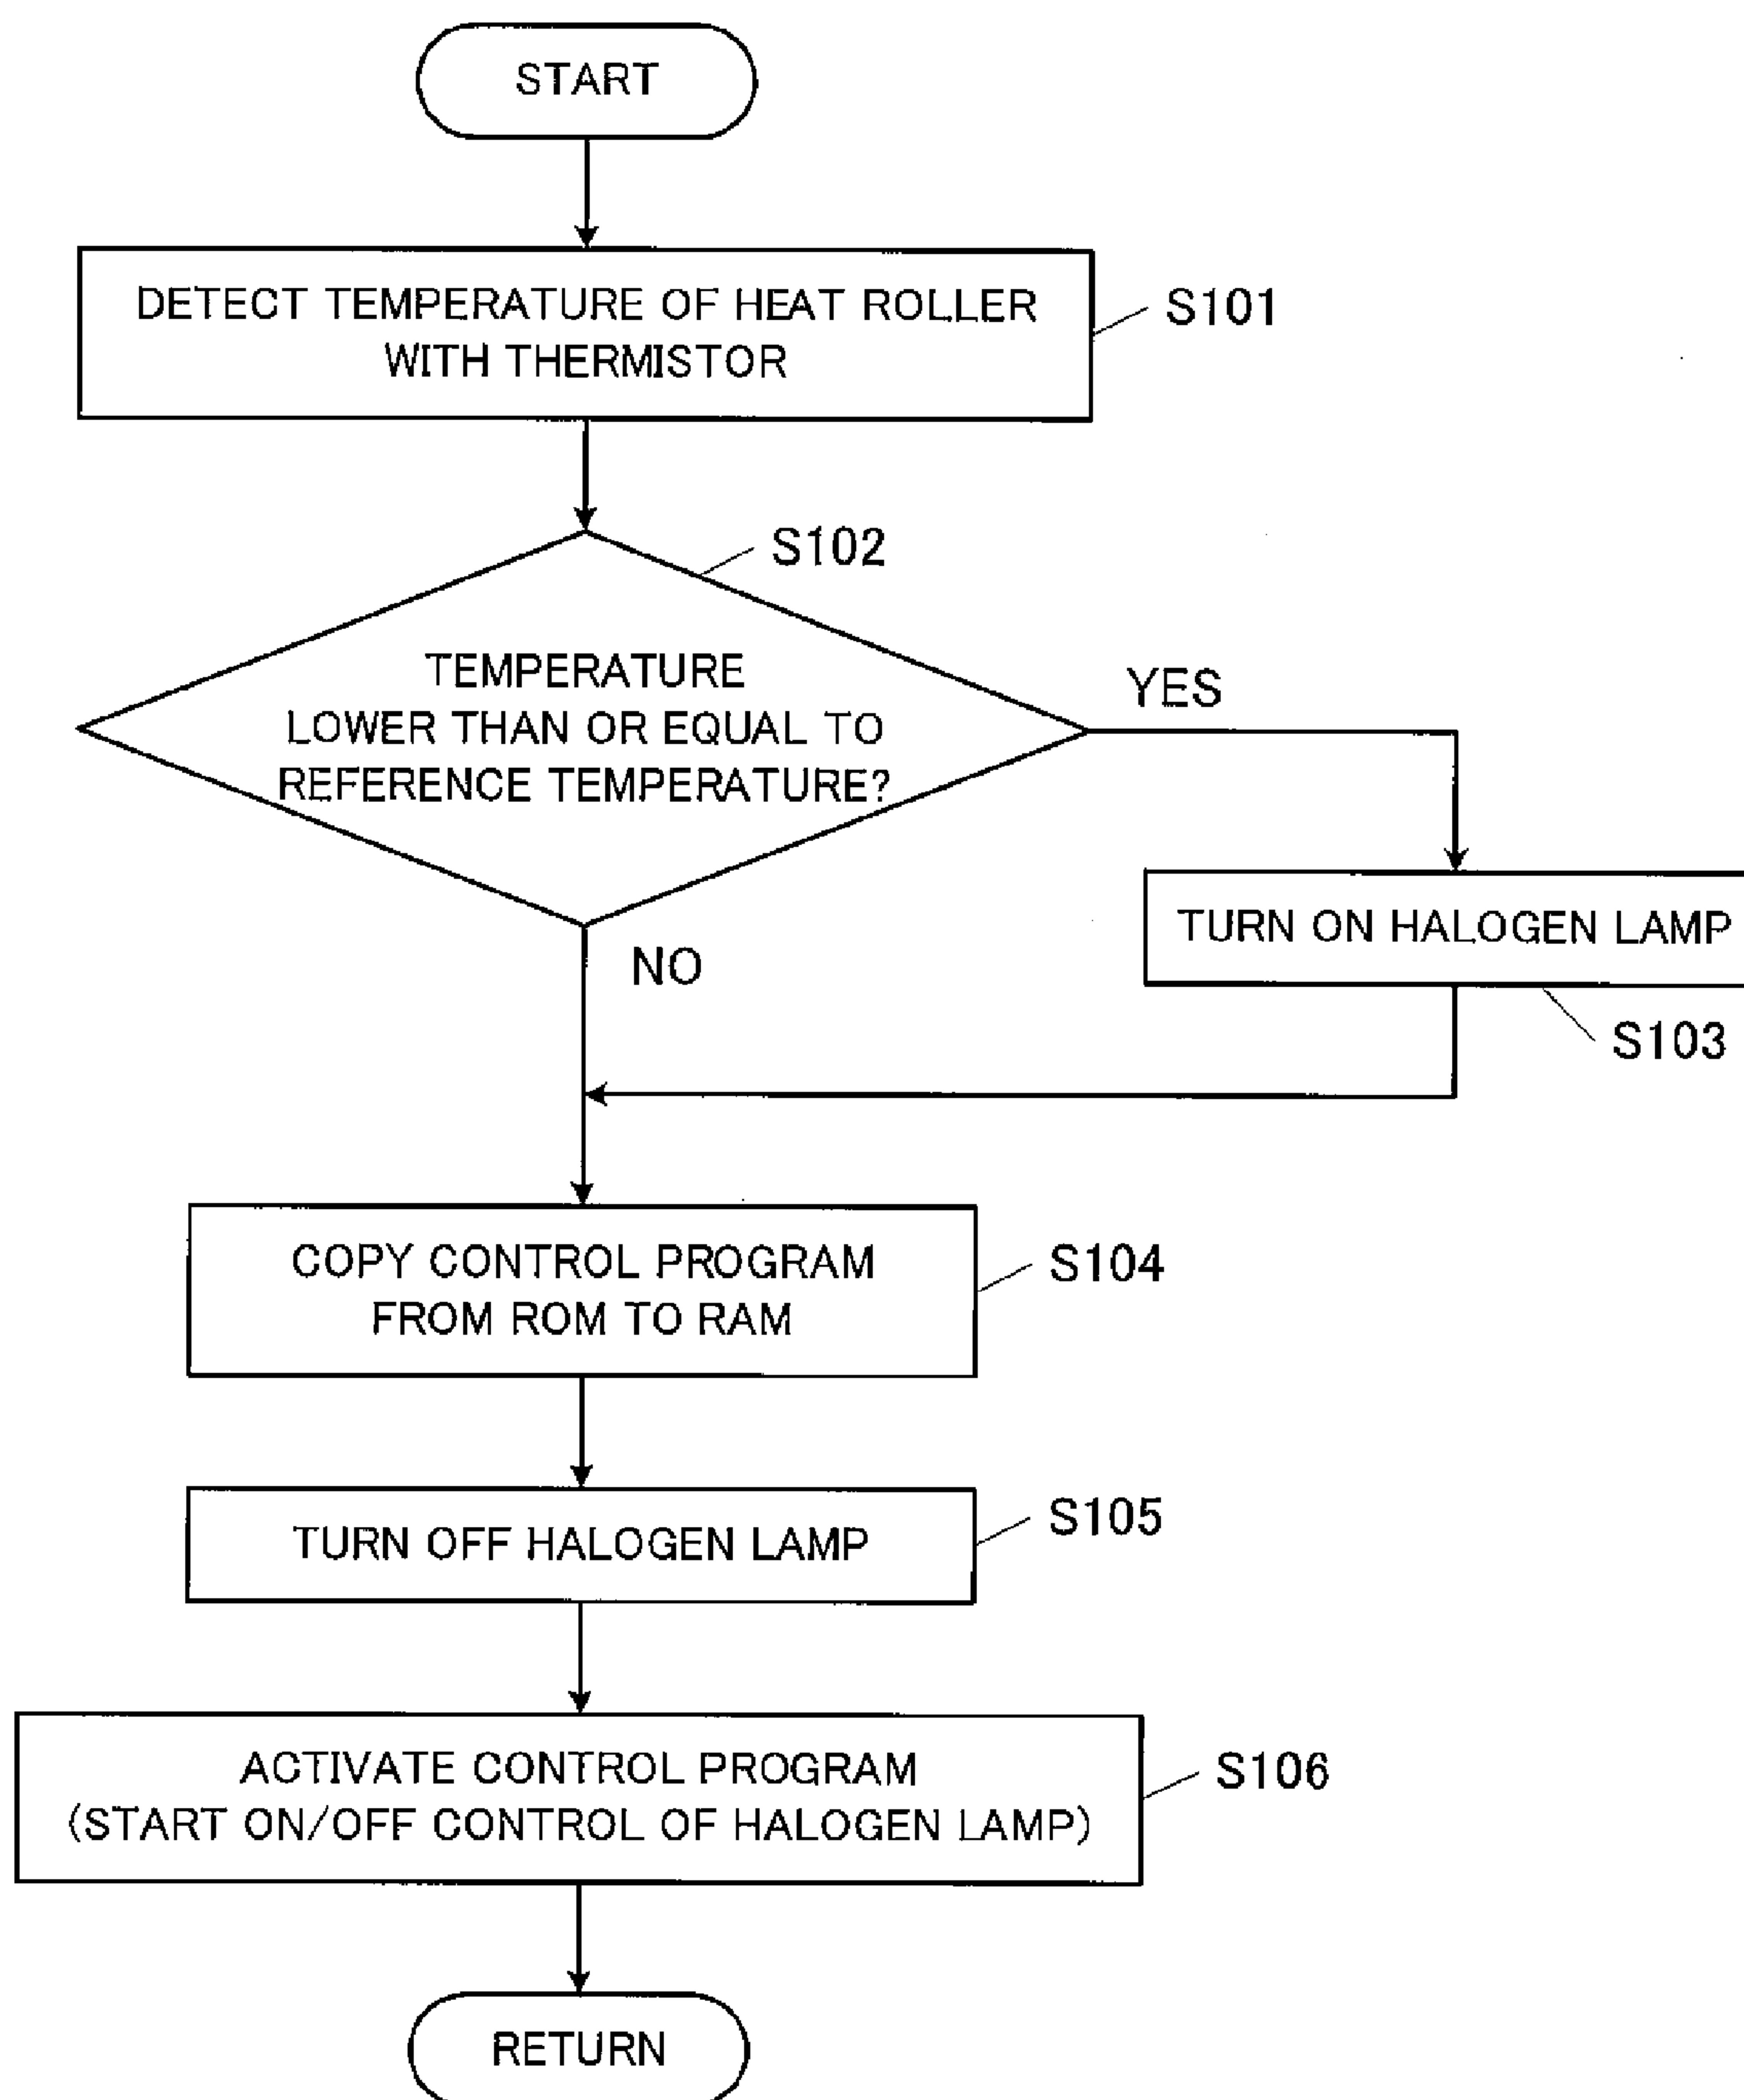 START
DETECT TEMPERATURE OF HEAT ROLLER
WITH THERMISTOR
S101
S102
TEMPERATURE
LOWER THAN OR EQUAL TO
REFERENCE TEMPERATURE?
YES
TURN ON HALOGEN LAMP
NO
S103
COPY CONTROL PROGRAM
FROM ROM TO RAM
S104
TURN OFF HALOGEN LAMP
S105
ACTIVATE CONTROL PROGRAM
(START ON/OFF CONTROL OF HALOGEN LAMP)
S106
RETURN